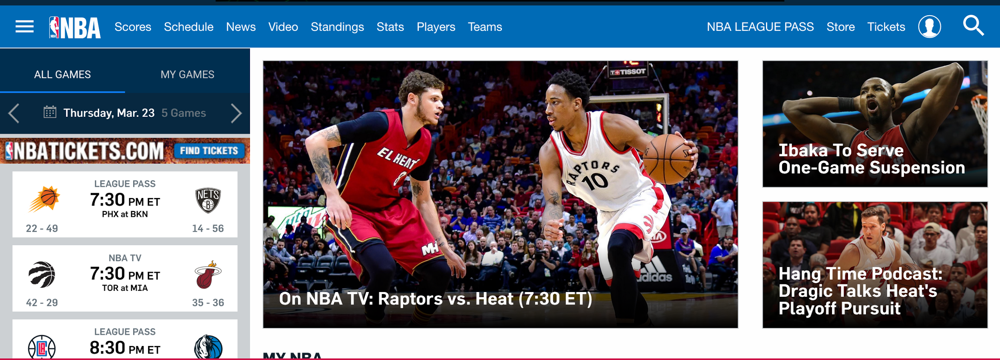 NBA Scores Schedule News Video Standings Stats Players Teams NBA LEAGUE PASS Store Tickets
ALL GAMES MY GAMES
Thursday, Mar. 23 5 Games
NBATICKETS.COM FIND TICKETS
LEAGUE PASS
7:30 PM ET
PHX at BKN
22 - 49 14 - 56
NETS
B
NBA TV
7:30 PM ET
TOR at MIA
42 - 29 35 - 36
LEAGUE PASS
8:30 PM ET
LAC
TISSOT
EL HEAT
8
RAPTORS
10
MH
adidas
On NBA TV: Raptors vs. Heat (7:30 ET)
Ibaka To Serve
One-Game Suspension
Hang Time Podcast:
Dragic Talks Heat's
Playoff Pursuit
MY NBA